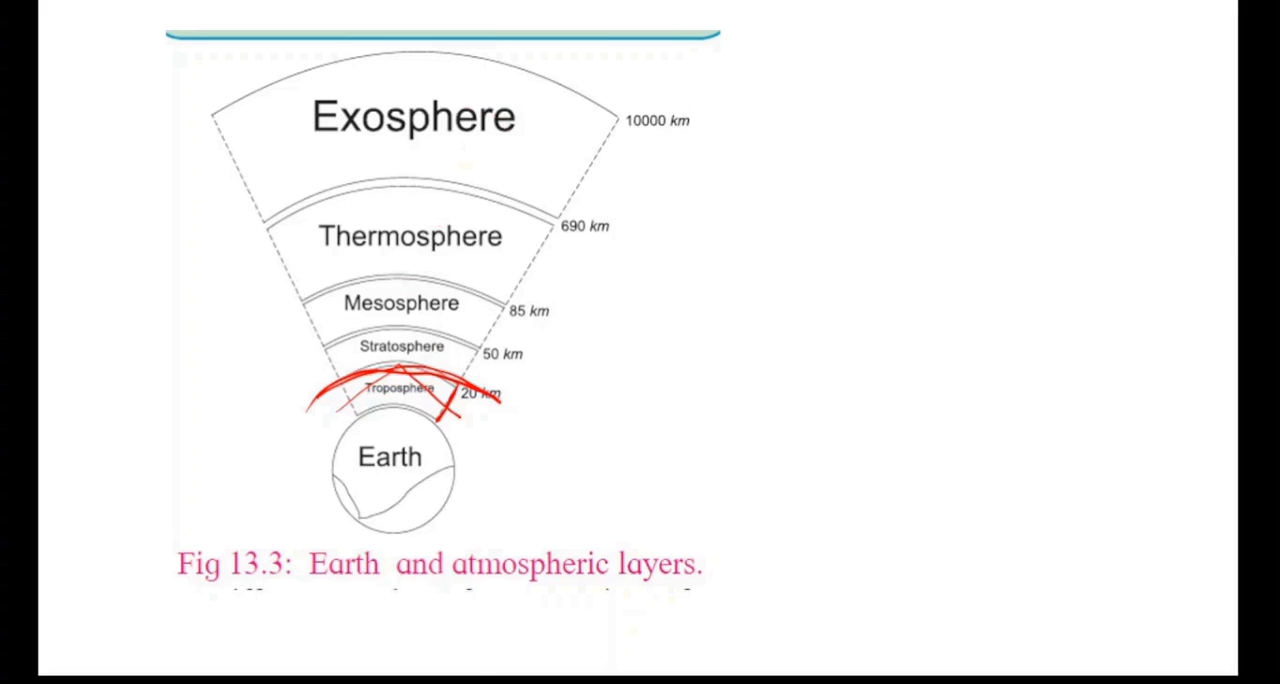 Exosphere
10000 km
690 km
Thermosphere
Mesosphere
85 km
Stratosphere
50 km
Troposphere
20 km
Earth
Fig 13.3: Earth and atmospheric layers.